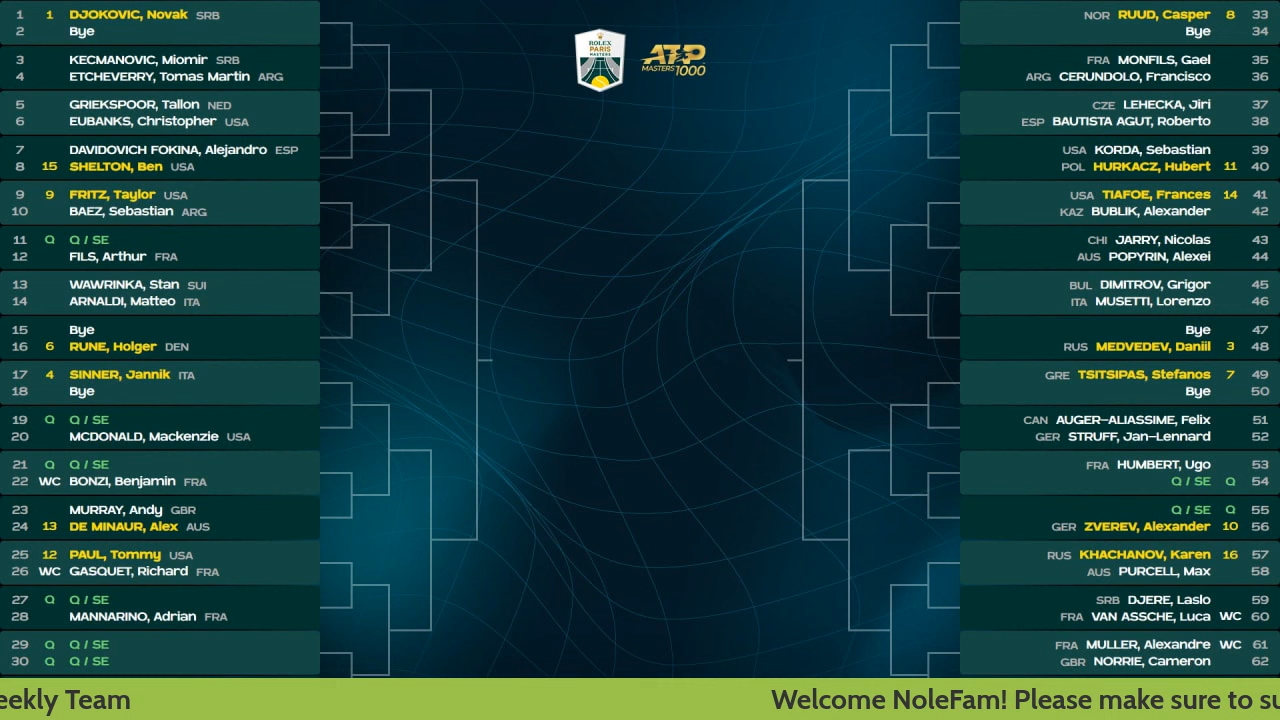 1 1 DJOKOVIC, Novak SRB
2 Bye
3 KECMANOVIC, Miomir SRB
4 ETCHEVERRY, Tomas Martin ARG
5 GRIEKSPOOR, Tallon NED
6 EUBANKS, Christopher USA
7 DAVIDOVICH FOKINA, Alejandro ESP
8 15 SHELTON, Ben USA
9 9 FRITZ, Taylor USA
10 BAEZ, Sebastian ARG
11 Q Q / SE
12 FILS, Arthur FRA
13 WAWRINKA, Stan SUI
14 ARNALDI, Matteo ITA
15 Bye
16 6 RUNE, Holger DEN
17 4 SINNER, Jannik ITA
18 Bye
19 Q Q / SE
20 MCDONALD, Mackenzie USA
21 Q Q / SE
22 WC BONZI, Benjamin FRA
23 MURRAY, Andy GBR
24 13 DE MINAUR, Alex AUS
25 12 PAUL, Tommy USA
26 WC GASQUET, Richard FRA
27 Q Q / SE
28 MANNARINO, Adrian FRA
29 Q Q / SE
30 Q Q / SE
ROLEX
PARIS
MASTERS
ATP
MASTERS 1000
NOR RUUD, Casper 8 33
Bye 34
FRA MONFILS, Gael 35
ARG CERUNDOLO, Francisco 36
CZE LEHECKA, Jiri 37
ESP BAUTISTA AGUT, Roberto 38
USA KORDA, Sebastian 39
POL HURKACZ, Hubert 11 40
USA TIAFOE, Frances 14 41
KAZ BUBLIK, Alexander 42
CHI JARRY, Nicolas 43
AUS POPYRIN, Alexei 44
BUL DIMITROV, Grigor 45
ITA MUSETTI, Lorenzo 46
Bye 47
RUS MEDVEDEV, Daniil 3 48
GRE TSITSIPAS, Stefanos 7 49
Bye 50
CAN AUGER-ALIASSIME, Felix 51
GER STRUFF, Jan-Lennard 52
FRA HUMBERT, Ugo 53
Q / SE Q 54
Q / SE Q 55
GER ZVEREV, Alexander 10 56
RUS KHACHANOV, Karen 16 57
AUS PURCELL, Max 58
SRB DJERE, Laslo 59
FRA VAN ASSCHE, Luca WC 60
FRA MULLER, Alexandre WC 61
GBR NORRIE, Cameron 62
eekly Team Welcome NoleFam! Please make sure to su